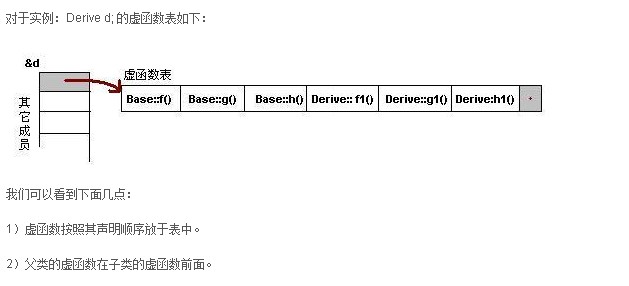 对于实例：Derive d; 的虚函数表如下：
&d
虚函数表
Base::f() Base::g() Base::h() Derive:: f1() Derive::g1() Derive:h1() •
其它成员
我们可以看到下面几点：
1）虚函数按照其声明顺序放于表中。
2）父类的虚函数在子类的虚函数前面。